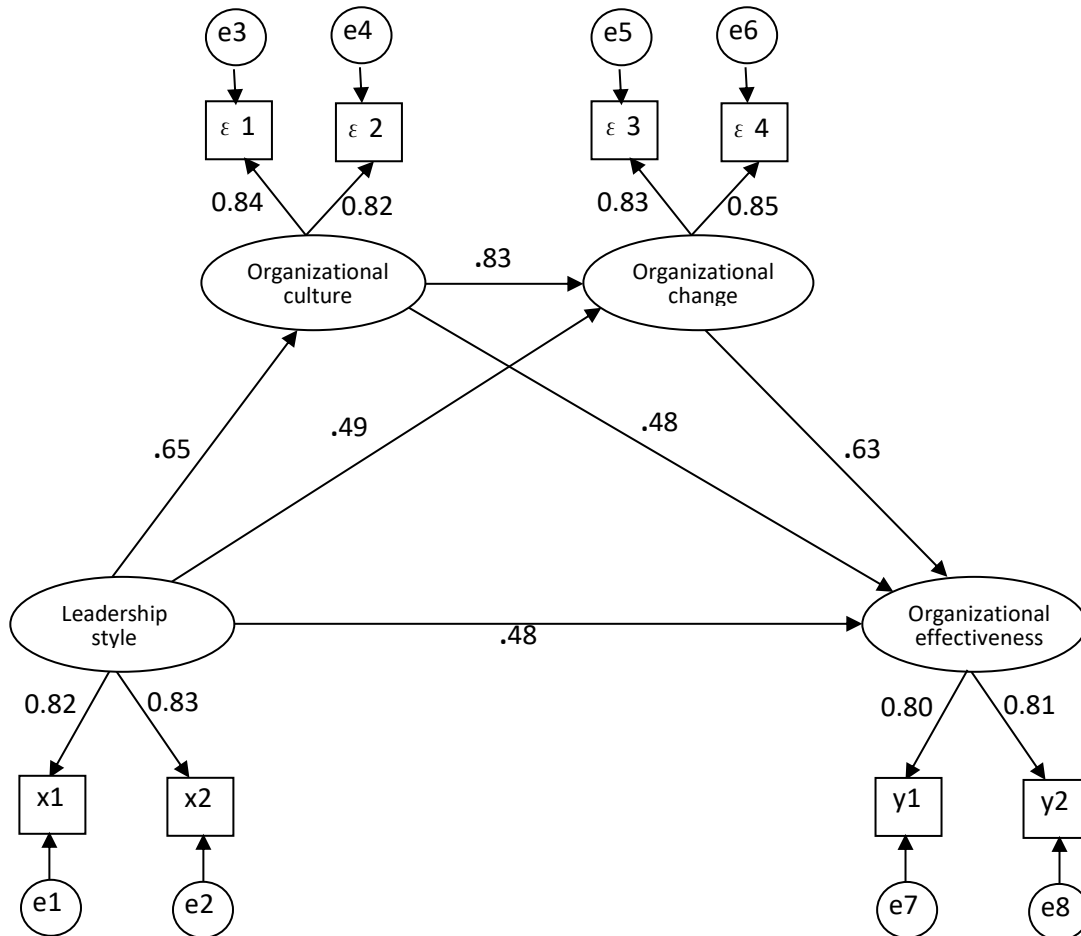 e3
e4
e5
e6
ε 1
ε 2
ε 3
ε 4
0.84
0.82
0.83
0.85
Organizational
culture
.83
Organizational
change
.65
.49
.48
.63
Leadership
style
.48
Organizational
effectiveness
0.82
0.83
0.80
0.81
x1
x2
y1
y2
e1
e2
e7
e8